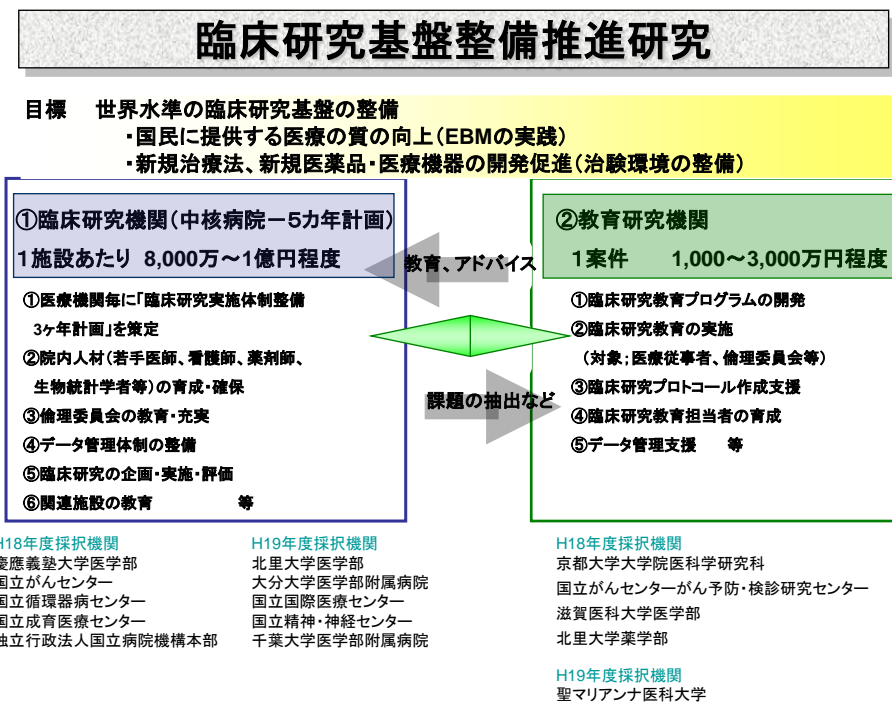 臨床研究基盤整備推進研究
目標 世界水準の臨床研究基盤の整備
・国民に提供する医療の質の向上(EBMの実践)
・新規治療法、新規医薬品・医療機器の開発促進(治験環境の整備)
①臨床研究機関(中核病院-5カ年計画)
1施設あたり 8,000万~1億円程度
①医療機関毎に「臨床研究実施体制整備
3ヶ年計画」を策定
②院内人材(若手医師、看護師、薬剤師、
生物統計学者等)の育成・確保
③倫理委員会の教育・充実
④データ管理体制の整備
⑤臨床研究の企画・実施・評価
⑥関連施設の教育 等
教育、アドバイス
課題の抽出など
②教育研究機関
1案件 1,000~3,000万円程度
①臨床研究教育プログラムの開発
②臨床研究教育の実施
(対象;医療従事者、倫理委員会等)
③臨床研究プロトコール作成支援
④臨床研究教育担当者の育成
⑤データ管理支援 等
H18年度採択機関
慶應義塾大学医学部
国立がんセンター
国立循環器病センター
国立成育医療センター
独立行政法人国立病院機構本部
H19年度採択機関
北里大学医学部
大分大学医学部附属病院
国立国際医療センター
国立精神・神経センター
千葉大学医学部附属病院
H18年度採択機関
京都大学大学院医科学研究科
国立がんセンターがん予防・検診研究センター
滋賀医科大学医学部
北里大学薬学部
H19年度採択機関
聖マリアンナ医科大学